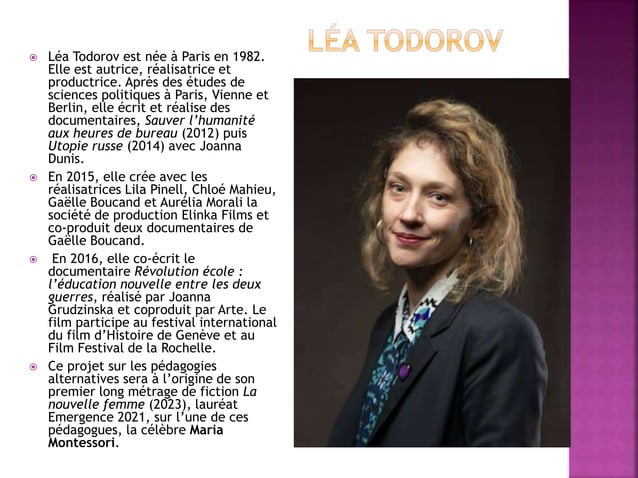 LÉA TODOROV
Léa Todorov est née à Paris en 1982.
Elle est autrice, réalisatrice et
productrice. Après des études de
sciences politiques à Paris, Vienne et
Berlin, elle écrit et réalise des
documentaires, Sauver l’humanité
aux heures de bureau (2012) puis
Utopie russe (2014) avec Joanna
Dunis.
En 2015, elle crée avec les
réalisatrices Lila Pinell, Chloé Mahieu,
Gaëlle Boucand et Aurélia Morali la
société de production Elinka Films et
co-produit deux documentaires de
Gaëlle Boucand.
En 2016, elle co-écrit le
documentaire Révolution école :
l’éducation nouvelle entre les deux
guerres, réalisé par Joanna
Grudzinska et coproduit par Arte. Le
film participe au festival international
du film d’Histoire de Genève et au
Film Festival de la Rochelle.
Ce projet sur les pédagogies
alternatives sera à l’origine de son
premier long métrage de fiction La
nouvelle femme (2023), lauréat
Emergence 2021, sur l’une de ces
pédagogues, la célèbre Maria
Montessori.